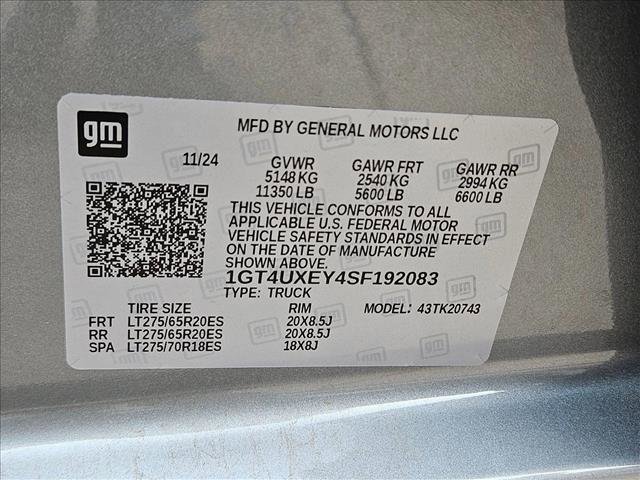 gm
MFD BY GENERAL MOTORS LLC
11/24 GVWR GAWR FRT GAWR RR
5148 KG 2540 KG 2994 KG
11350 LB 5600 LB 6600 LB
THIS VEHICLE CONFORMS TO ALL
APPLICABLE U.S. FEDERAL MOTOR
VEHICLE SAFETY STANDARDS IN EFFECT
ON THE DATE OF MANUFACTURE
SHOWN ABOVE.
1GT4UXEY4SF192083
TYPE: TRUCK MODEL: 43TK20743
TIRE SIZE RIM
FRT LT275/65R20ES 20X8.5J
RR LT275/65R20ES 20X8.5J
SPA LT275/70R18ES 18X8J